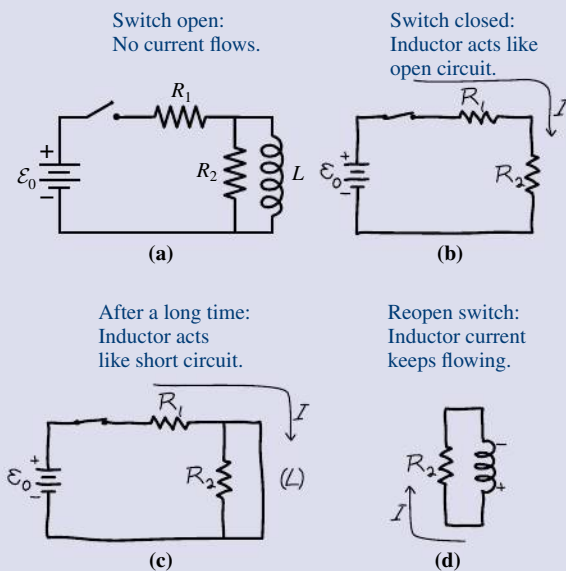 Switch open:
No current flows.
R₁
+
ℰ₀
−
R₂
L
(a)
Switch closed:
Inductor acts like
open circuit.
R₁
I
+
ℰ₀
−
R₂
(b)
After a long time:
Inductor acts
like short circuit.
R₁
I
+
ℰ₀
−
R₂
(L)
(c)
Reopen switch:
Inductor current
keeps flowing.
−
R₂
+
I
(d)